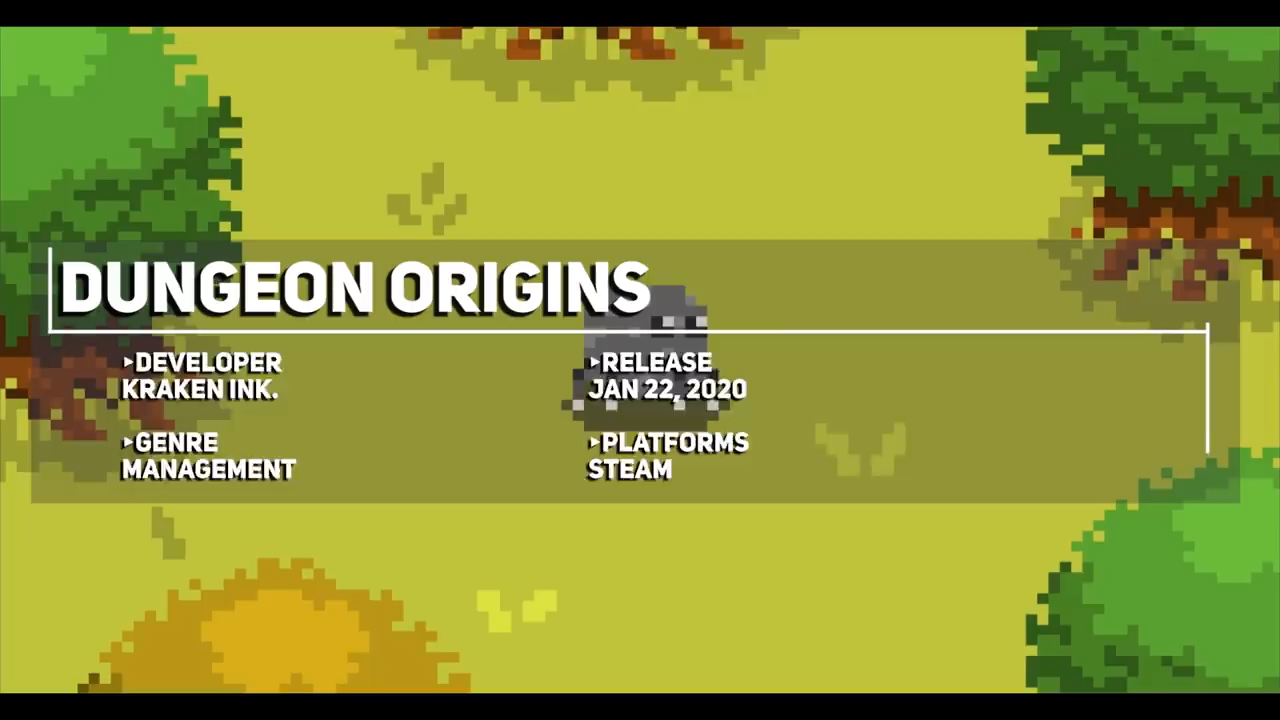 DUNGEON ORIGINS
▸DEVELOPER
KRAKEN INK.
▸GENRE
MANAGEMENT
▸RELEASE
JAN 22, 2020
▸PLATFORMS
STEAM